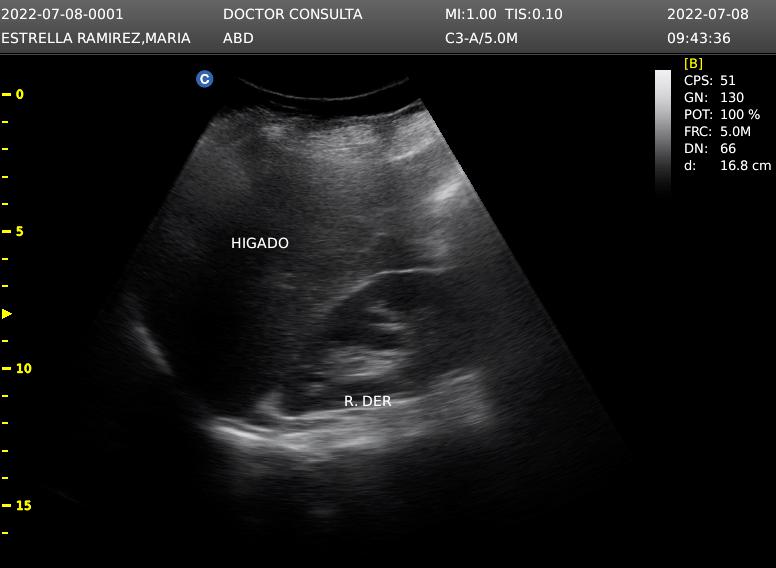 2022-07-08-0001 DOCTOR CONSULTA MI:1.00 TIS:0.10 2022-07-08
ESTRELLA RAMIREZ,MARIA ABD C3-A/5.0M 09:43:36
C
[B]
CPS: 51
GN: 130
POT: 100 %
FRC: 5.0M
DN: 66
d: 16.8 cm
0
5
10
15
HIGADO
R. DER